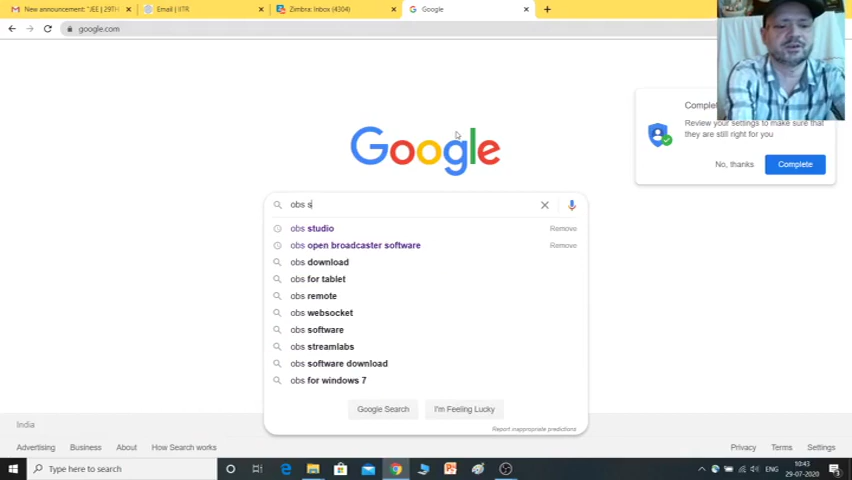 New announcement: "JEE | 29TH
Email | IITR
Zimbra: Inbox (4304)
Google
google.com
Google
obs s
obs studio
Remove
obs open broadcaster software
Remove
obs download
obs for tablet
obs remote
obs websocket
obs software
obs streamlabs
obs software download
obs for windows 7
Google Search
I'm Feeling Lucky
Report inappropriate predictions
Review your settings to make sure that
they are still right for you
No, thanks
Complete
India
Advertising
Business
About
How Search works
Privacy
Terms
Settings
Type here to search
ENG
10:43
29-07-2020